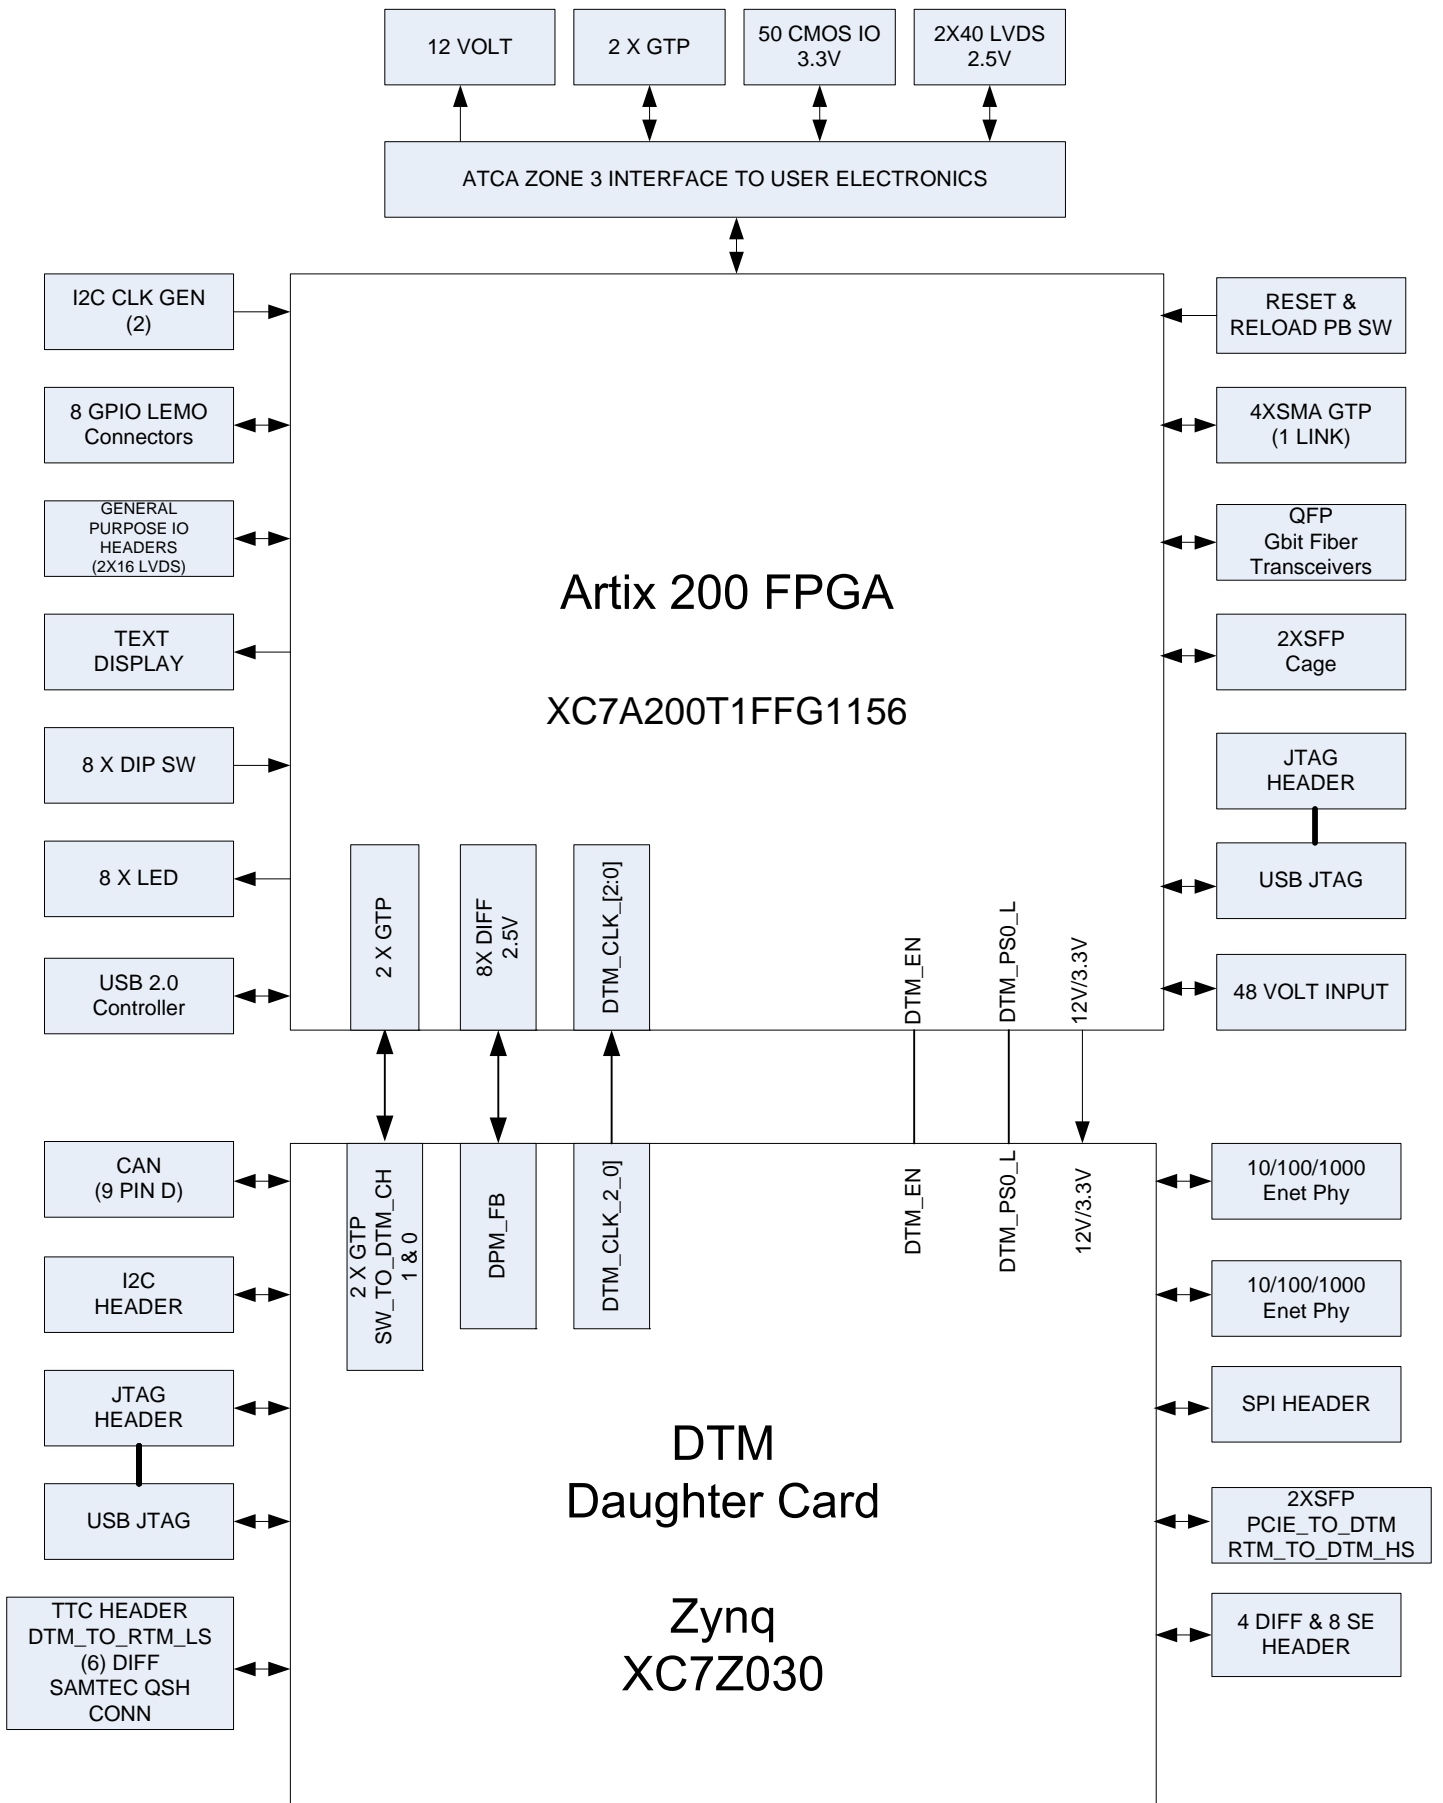 12 VOLT
2 X GTP
50 CMOS IO
3.3V
2X40 LVDS
2.5V
ATCA ZONE 3 INTERFACE TO USER ELECTRONICS
I2C CLK GEN
(2)
8 GPIO LEMO
Connectors
GENERAL
PURPOSE IO
HEADERS
(2X16 LVDS)
TEXT
DISPLAY
8 X DIP SW
8 X LED
USB 2.0
Controller
Artix 200 FPGA
XC7A200T1FFG1156
RESET &
RELOAD PB SW
4XSMA GTP
(1 LINK)
QFP
Gbit Fiber
Transceivers
2XSFP
Cage
JTAG
HEADER
USB JTAG
48 VOLT INPUT
2 X GTP
8X DIFF
2.5V
DTM_CLK_[2:0]
DTM_EN
DTM_PS0_L
12V/3.3V
2 X GTP
SW_TO_DTM_CH
1 & 0
DPM_FB
DTM_CLK_2_0]
DTM_EN
DTM_PS0_L
12V/3.3V
CAN
(9 PIN D)
I2C
HEADER
JTAG
HEADER
USB JTAG
TTC HEADER
DTM_TO_RTM_LS
(6) DIFF
SAMTEC QSH
CONN
DTM
Daughter Card
Zynq
XC7Z030
10/100/1000
Enet Phy
10/100/1000
Enet Phy
SPI HEADER
2XSFP
PCIE_TO_DTM
RTM_TO_DTM_HS
4 DIFF & 8 SE
HEADER